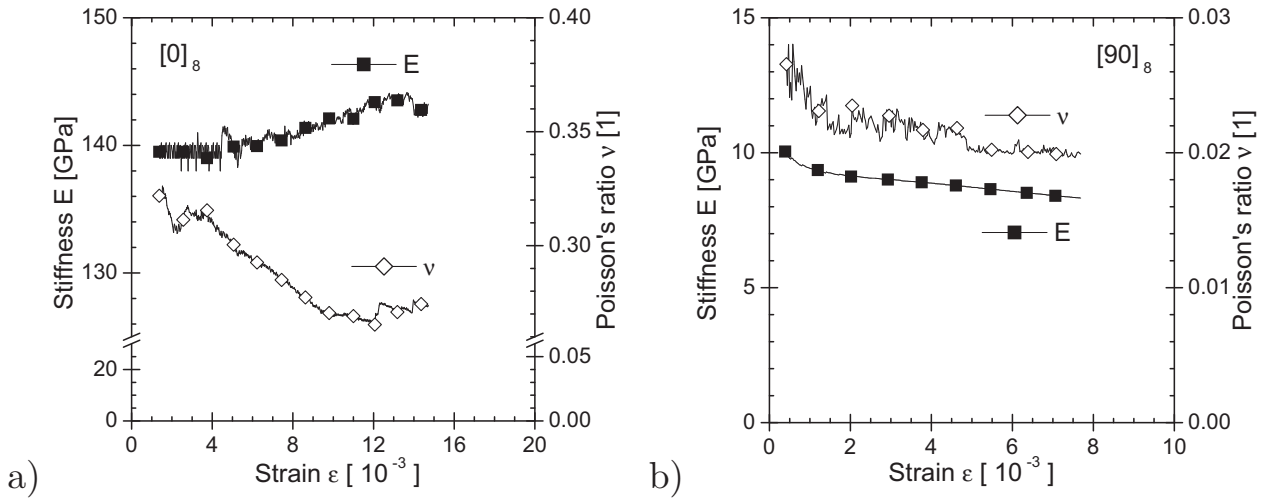 150
140
130
20
0
Stiffness E [GPa]
[0]8
E
ν
0.40
0.35
0.30
0.05
0.00
Poisson's ratio ν [1]
0 4 8 12 16 20
Strain ε [ 10-3 ]
a)
15
10
5
0
Stiffness E [GPa]
[90]8
ν
E
0.03
0.02
0.01
0.00
Poisson's ratio ν [1]
0 2 4 6 8 10
Strain ε [ 10-3 ]
b)